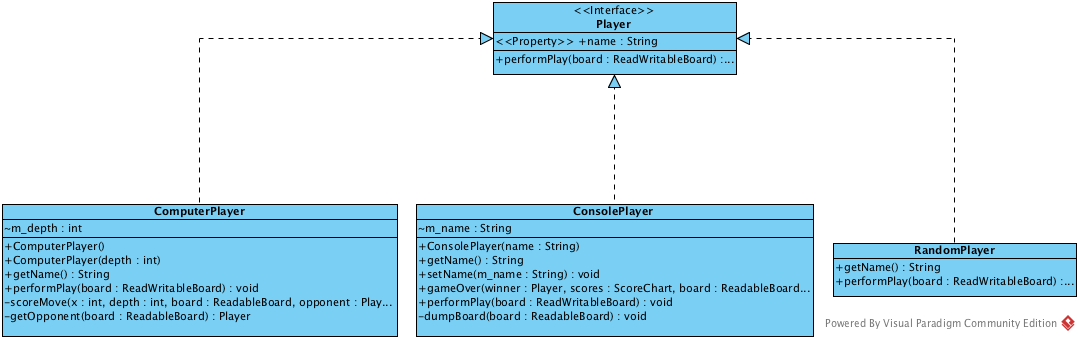 <<Interface>>
Player
<<Property>> +name : String
+performPlay(board : ReadWritableBoard) :...
ComputerPlayer
~m_depth : int
+ComputerPlayer()
+ComputerPlayer(depth : int)
+getName() : String
+performPlay(board : ReadWritableBoard) : void
-scoreMove(x : int, depth : int, board : ReadableBoard, opponent : Play...
-getOpponent(board : ReadableBoard) : Player
ConsolePlayer
~m_name : String
+ConsolePlayer(name : String)
+getName() : String
+setName(m_name : String) : void
+gameOver(winner : Player, scores : ScoreChart, board : ReadableBoard...
+performPlay(board : ReadWritableBoard) : void
-dumpBoard(board : ReadableBoard) : void
RandomPlayer
+getName() : String
+performPlay(board : ReadWritableBoard) :...
Powered By Visual Paradigm Community Edition